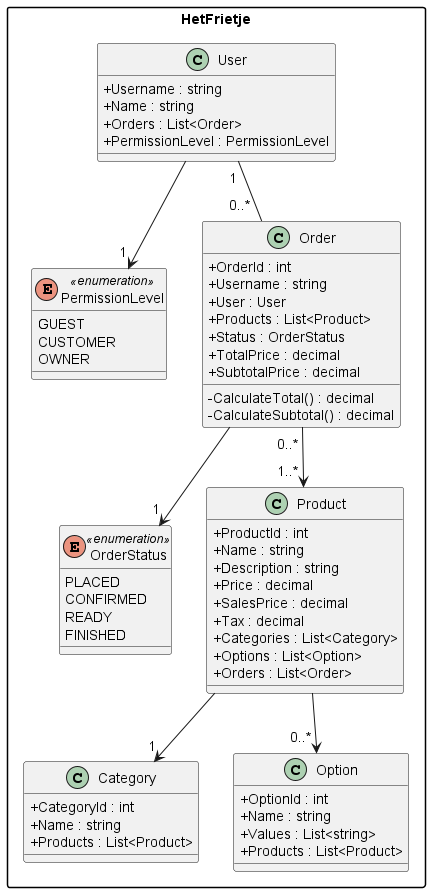 HetFrietje
C User
+Username : string
+Name : string
+Orders : List<Order>
+PermissionLevel : PermissionLevel
1
0..*
1
E «enumeration»
PermissionLevel
GUEST
CUSTOMER
OWNER
C Order
+OrderId : int
+Username : string
+User : User
+Products : List<Product>
+Status : OrderStatus
+TotalPrice : decimal
+SubtotalPrice : decimal
-CalculateTotal() : decimal
-CalculateSubtotal() : decimal
0..*
1..*
1
E «enumeration»
OrderStatus
PLACED
CONFIRMED
READY
FINISHED
C Product
+ProductId : int
+Name : string
+Description : string
+Price : decimal
+SalesPrice : decimal
+Tax : decimal
+Categories : List<Category>
+Options : List<Option>
+Orders : List<Order>
1
0..*
C Category
+CategoryId : int
+Name : string
+Products : List<Product>
C Option
+OptionId : int
+Name : string
+Values : List<string>
+Products : List<Product>